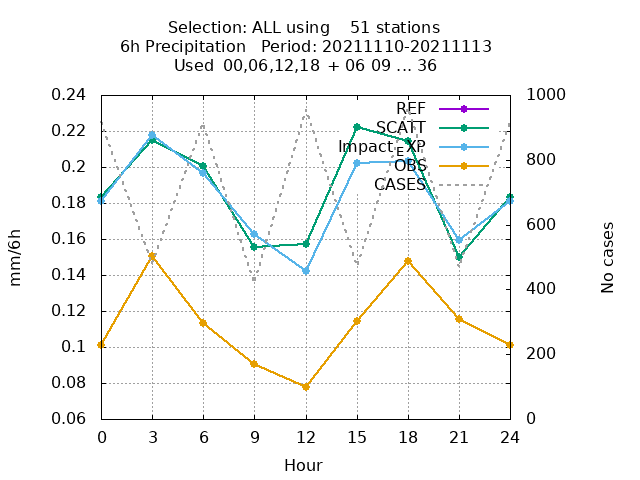 Selection: ALL using 51 stations
6h Precipitation Period: 20211110-20211113
Used 00,06,12,18 + 06 09 ... 36
0.24
0.22
0.2
0.18
0.16
0.14
0.12
0.1
0.08
0.06
1000
800
600
400
200
0
REF
SCATT
Impact_EXP
OBS
CASES
mm/6h
No cases
0 3 6 9 12 15 18 21 24
Hour